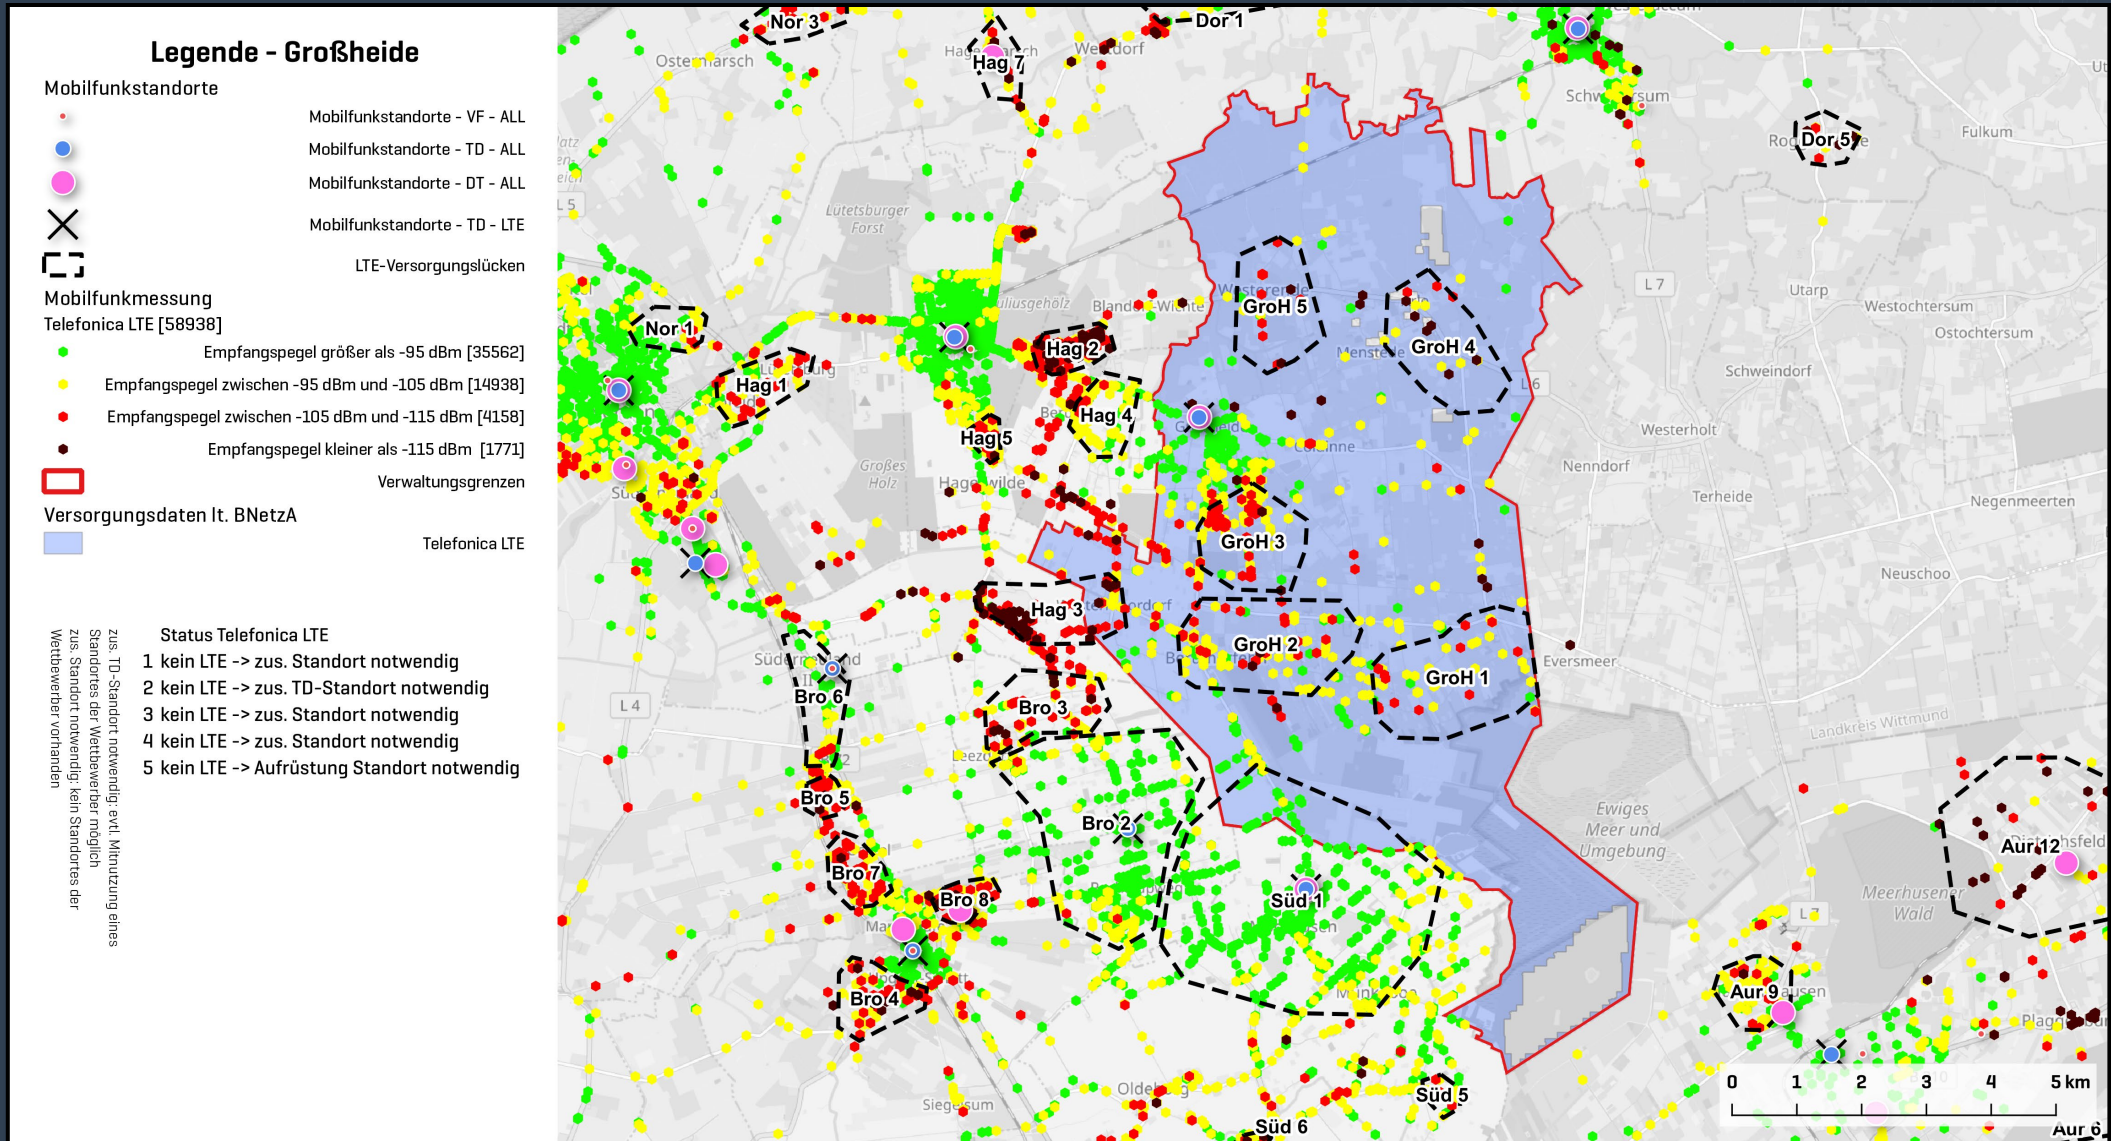 Legende - Großheide
Mobilfunkstandorte
Mobilfunkstandorte - VF - ALL
Mobilfunkstandorte - TD - ALL
Mobilfunkstandorte - DT - ALL
Mobilfunkstandorte - TD - LTE
LTE-Versorgungslücken
Mobilfunkmessung
Telefonica LTE [58938]
Empfangspegel größer als -95 dBm [35562]
Empfangspegel zwischen -95 dBm und -105 dBm [14938]
Empfangspegel zwischen -105 dBm und -115 dBm [4158]
Empfangspegel kleiner als -115 dBm [1771]
Verwaltungsgrenzen
Versorgungsdaten lt. BNetzA
Telefonica LTE
Status Telefonica LTE
1 kein LTE -> zus. Standort notwendig
2 kein LTE -> zus. TD-Standort notwendig
3 kein LTE -> zus. Standort notwendig
4 kein LTE -> zus. Standort notwendig
5 kein LTE -> Aufrüstung Standort notwendig
zus. TD-Standort notwendig: evtl. Mitnutzung eines
Standortes der Wettbewerber möglich
zus. Standort notwendig: kein Standortes der
Wettbewerber vorhanden
Nor 3
Dor 1
Hag 7
Ostermarsch
Dor 5
Fulkum
L 5
Lütetsburger
Forst
L 7
Utarp
Westochtersum
Ostochtersum
GroH 5
GroH 4
Nor 1
Hag 2
Menstede
Hag 1
Schweindorf
L 6
Hag 4
Westerholt
Hag 5
Großes
Holz
Nenndorf
Terheide
Negenmeerten
GroH 3
Neuschoo
Hag 3
GroH 2
Eversmeer
GroH 1
Bro 6
L 4
Bro 3
Landkreis Wittmund
Bro 5
Bro 2
Ewiges
Meer und
Umgebung
Aur 12
Bro 7
Bro 8
Süd 1
Meerhusener
Wald
L 7
Bro 4
Aur 9
Süd 5
Oldeborg
Siegelsum
Süd 6
0 1 2 3 4 5 km
Aur 6